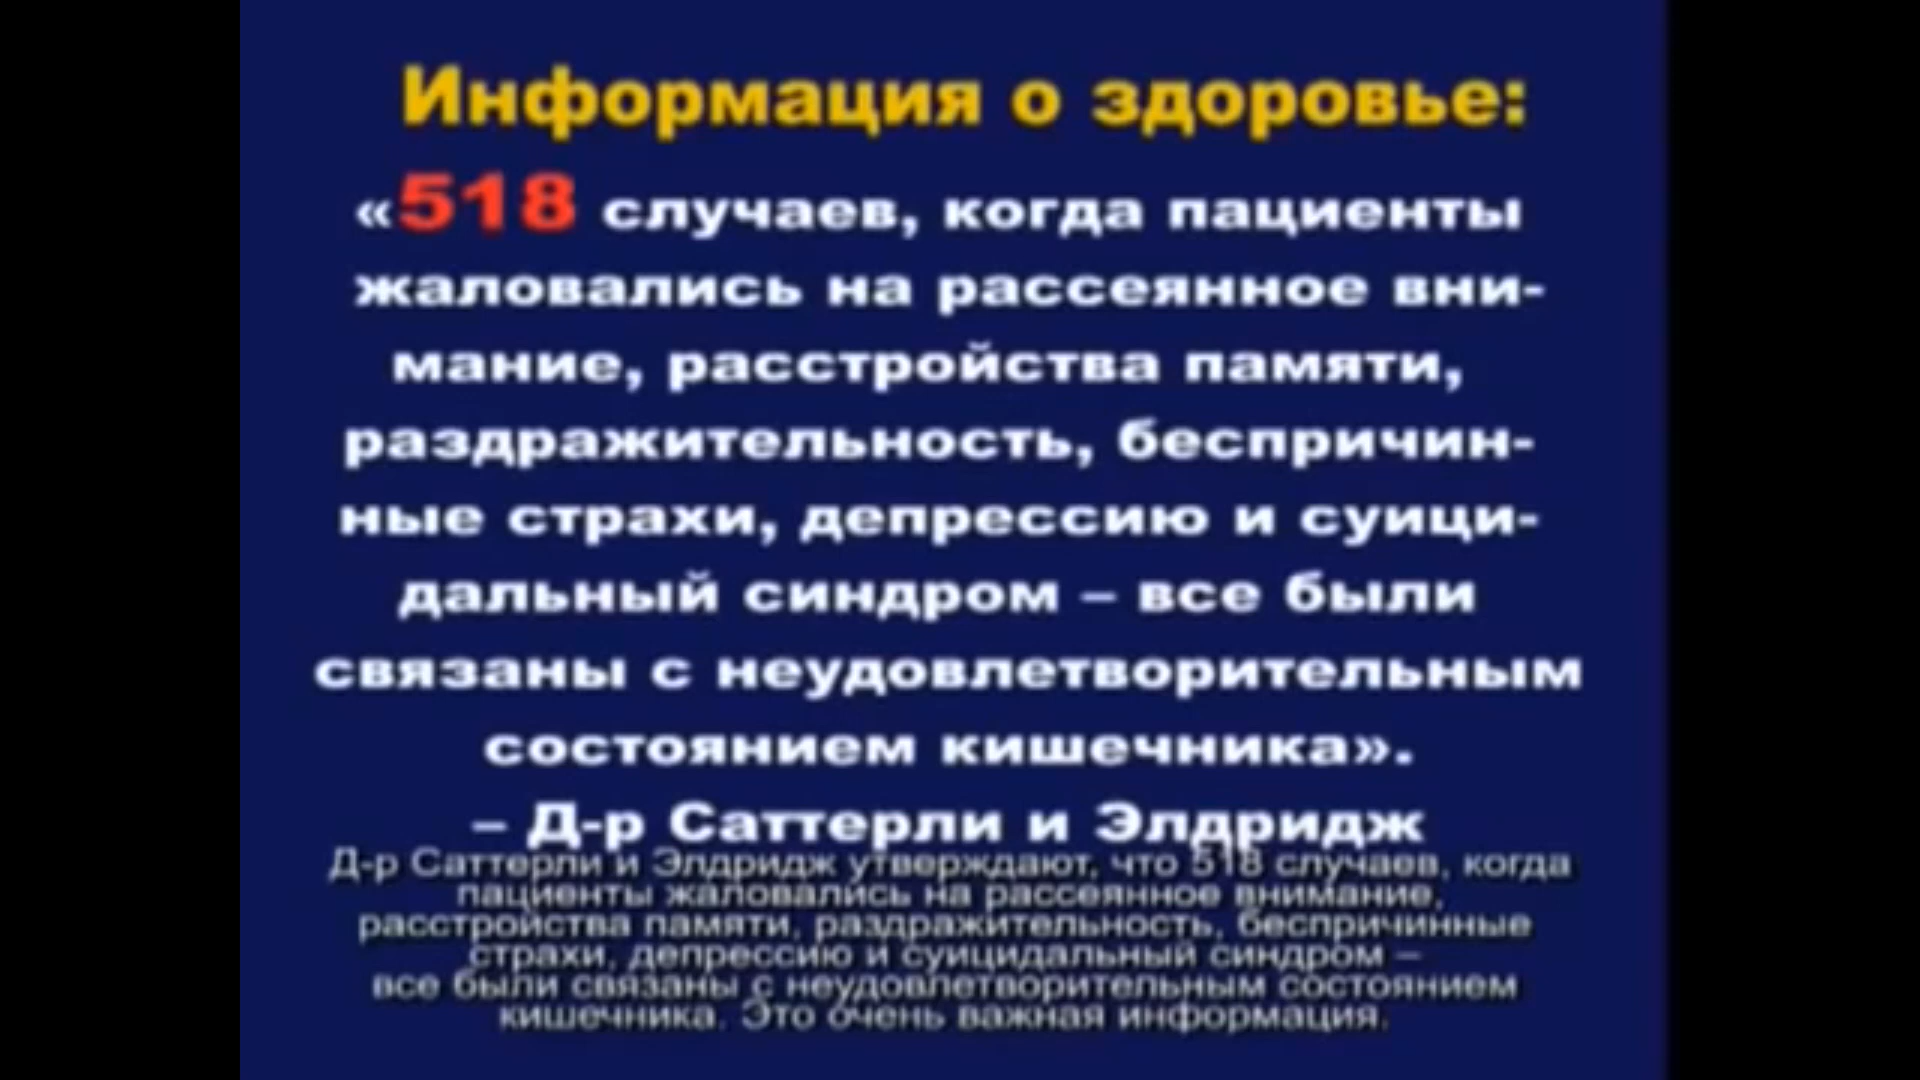 Информация о здоровье:
«518 случаев, когда пациенты
жаловались на рассеянное вни-
мание, расстройства памяти,
раздражительность, беспричин-
ные страхи, депрессию и суици-
дальный синдром – все были
связаны с неудовлетворительным
состоянием кишечника».
– Д-р Саттерли и Элдридж
Д-р Саттерли и Элдридж утверждают, что 518 случаев, когда
пациенты жаловались на рассеянное внимание,
расстройства памяти, раздражительность, беспричинные
страхи, депрессию и суицидальный синдром –
все были связаны с неудовлетворительным состоянием
кишечника. Это очень важная информация.